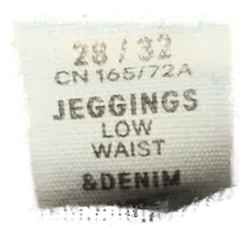 28 / 32
CN 165/72A
JEGGINGS
LOW
WAIST
&DENIM